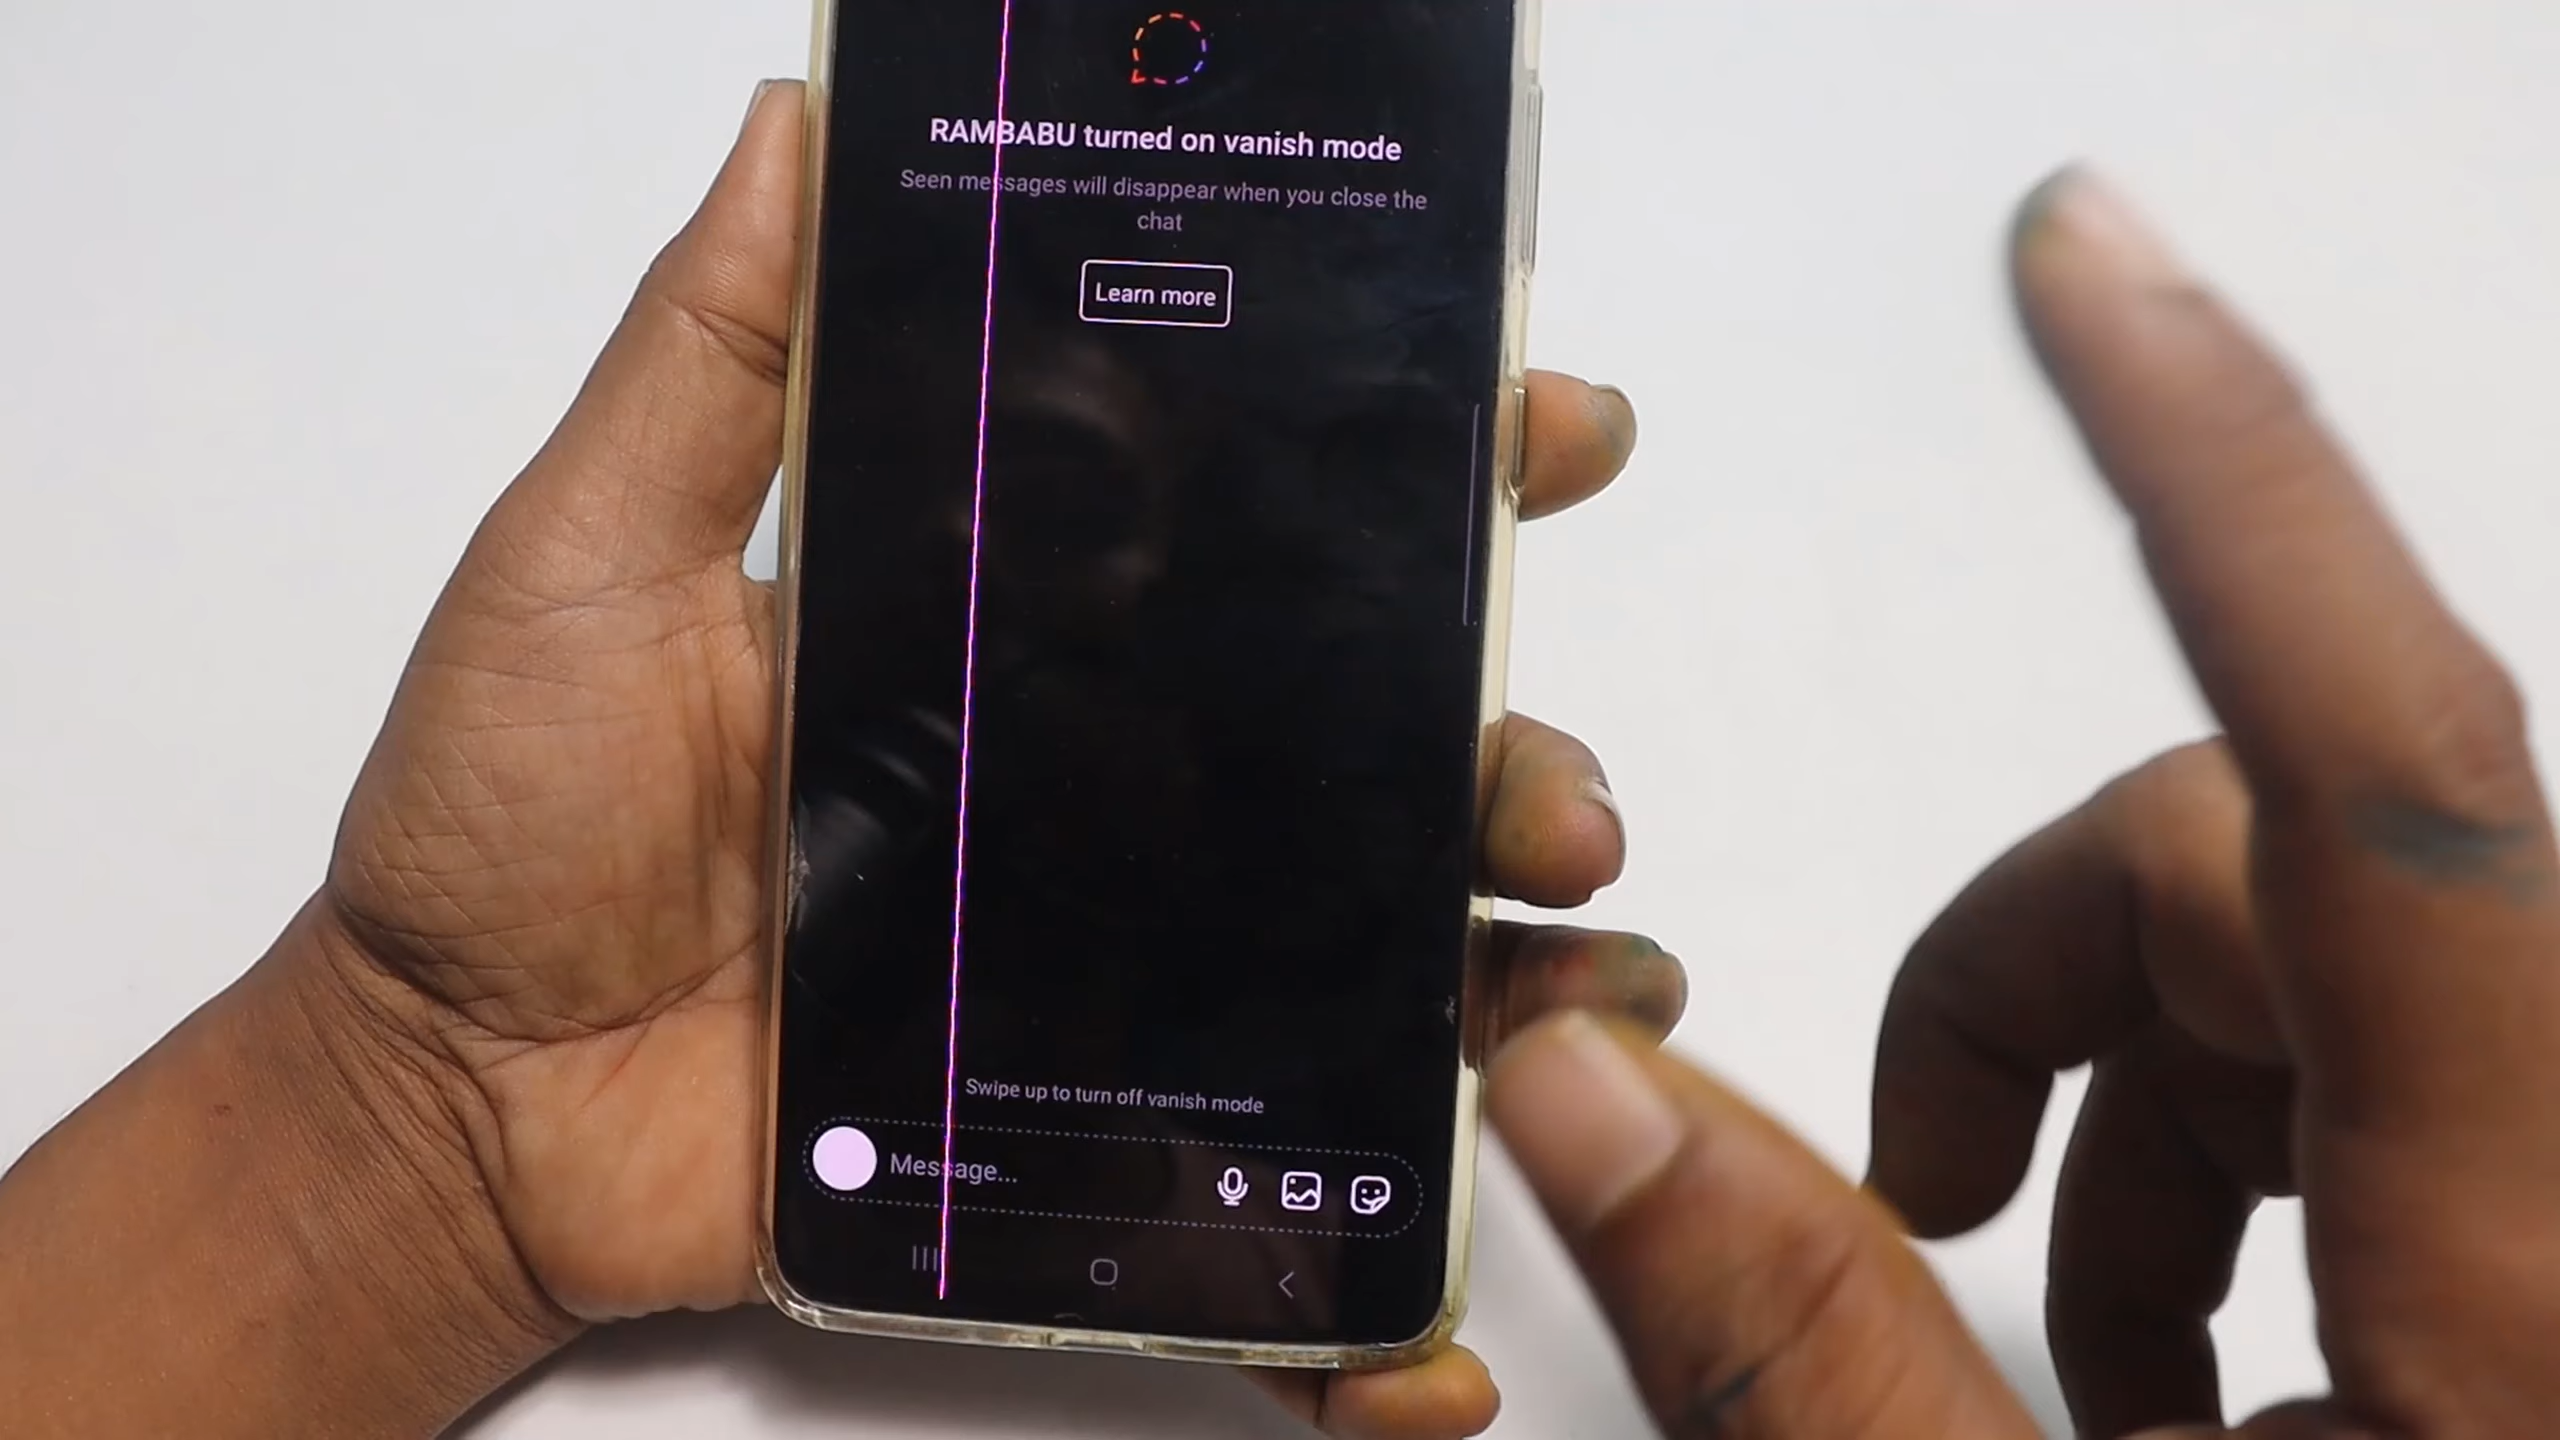 RAMBABU turned on vanish mode
Seen messages will disappear when you close the
chat
Learn more
Swipe up to turn off vanish mode
Message...